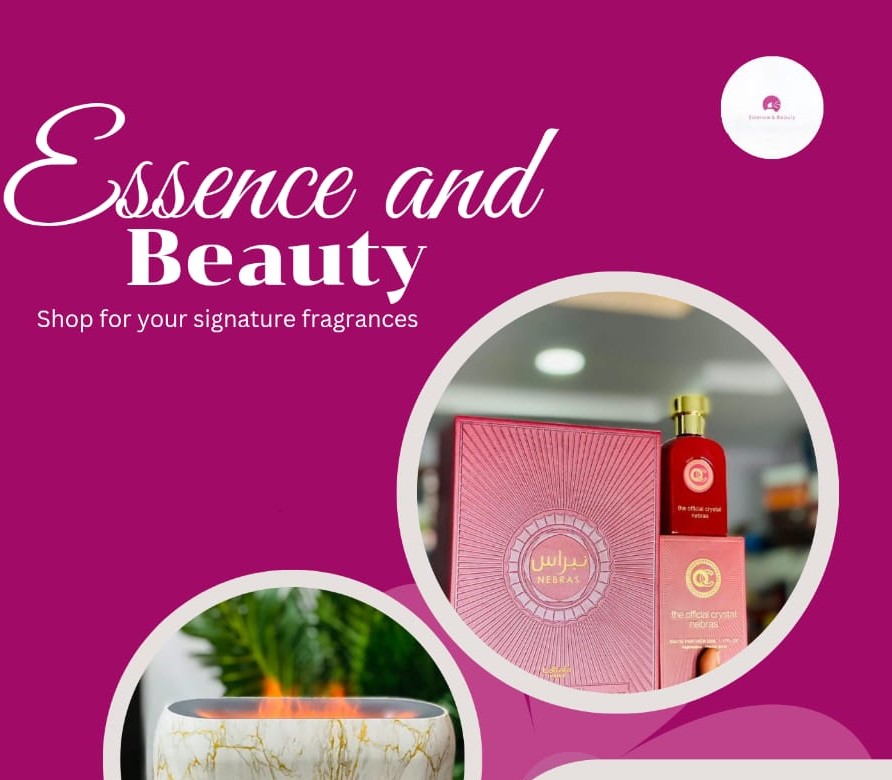 Essence and
Beauty
Shop for your signature fragrances
Essence & Beauty
نبراس
NEBRAS
the official crystal
nebras
the official crystal
nebras